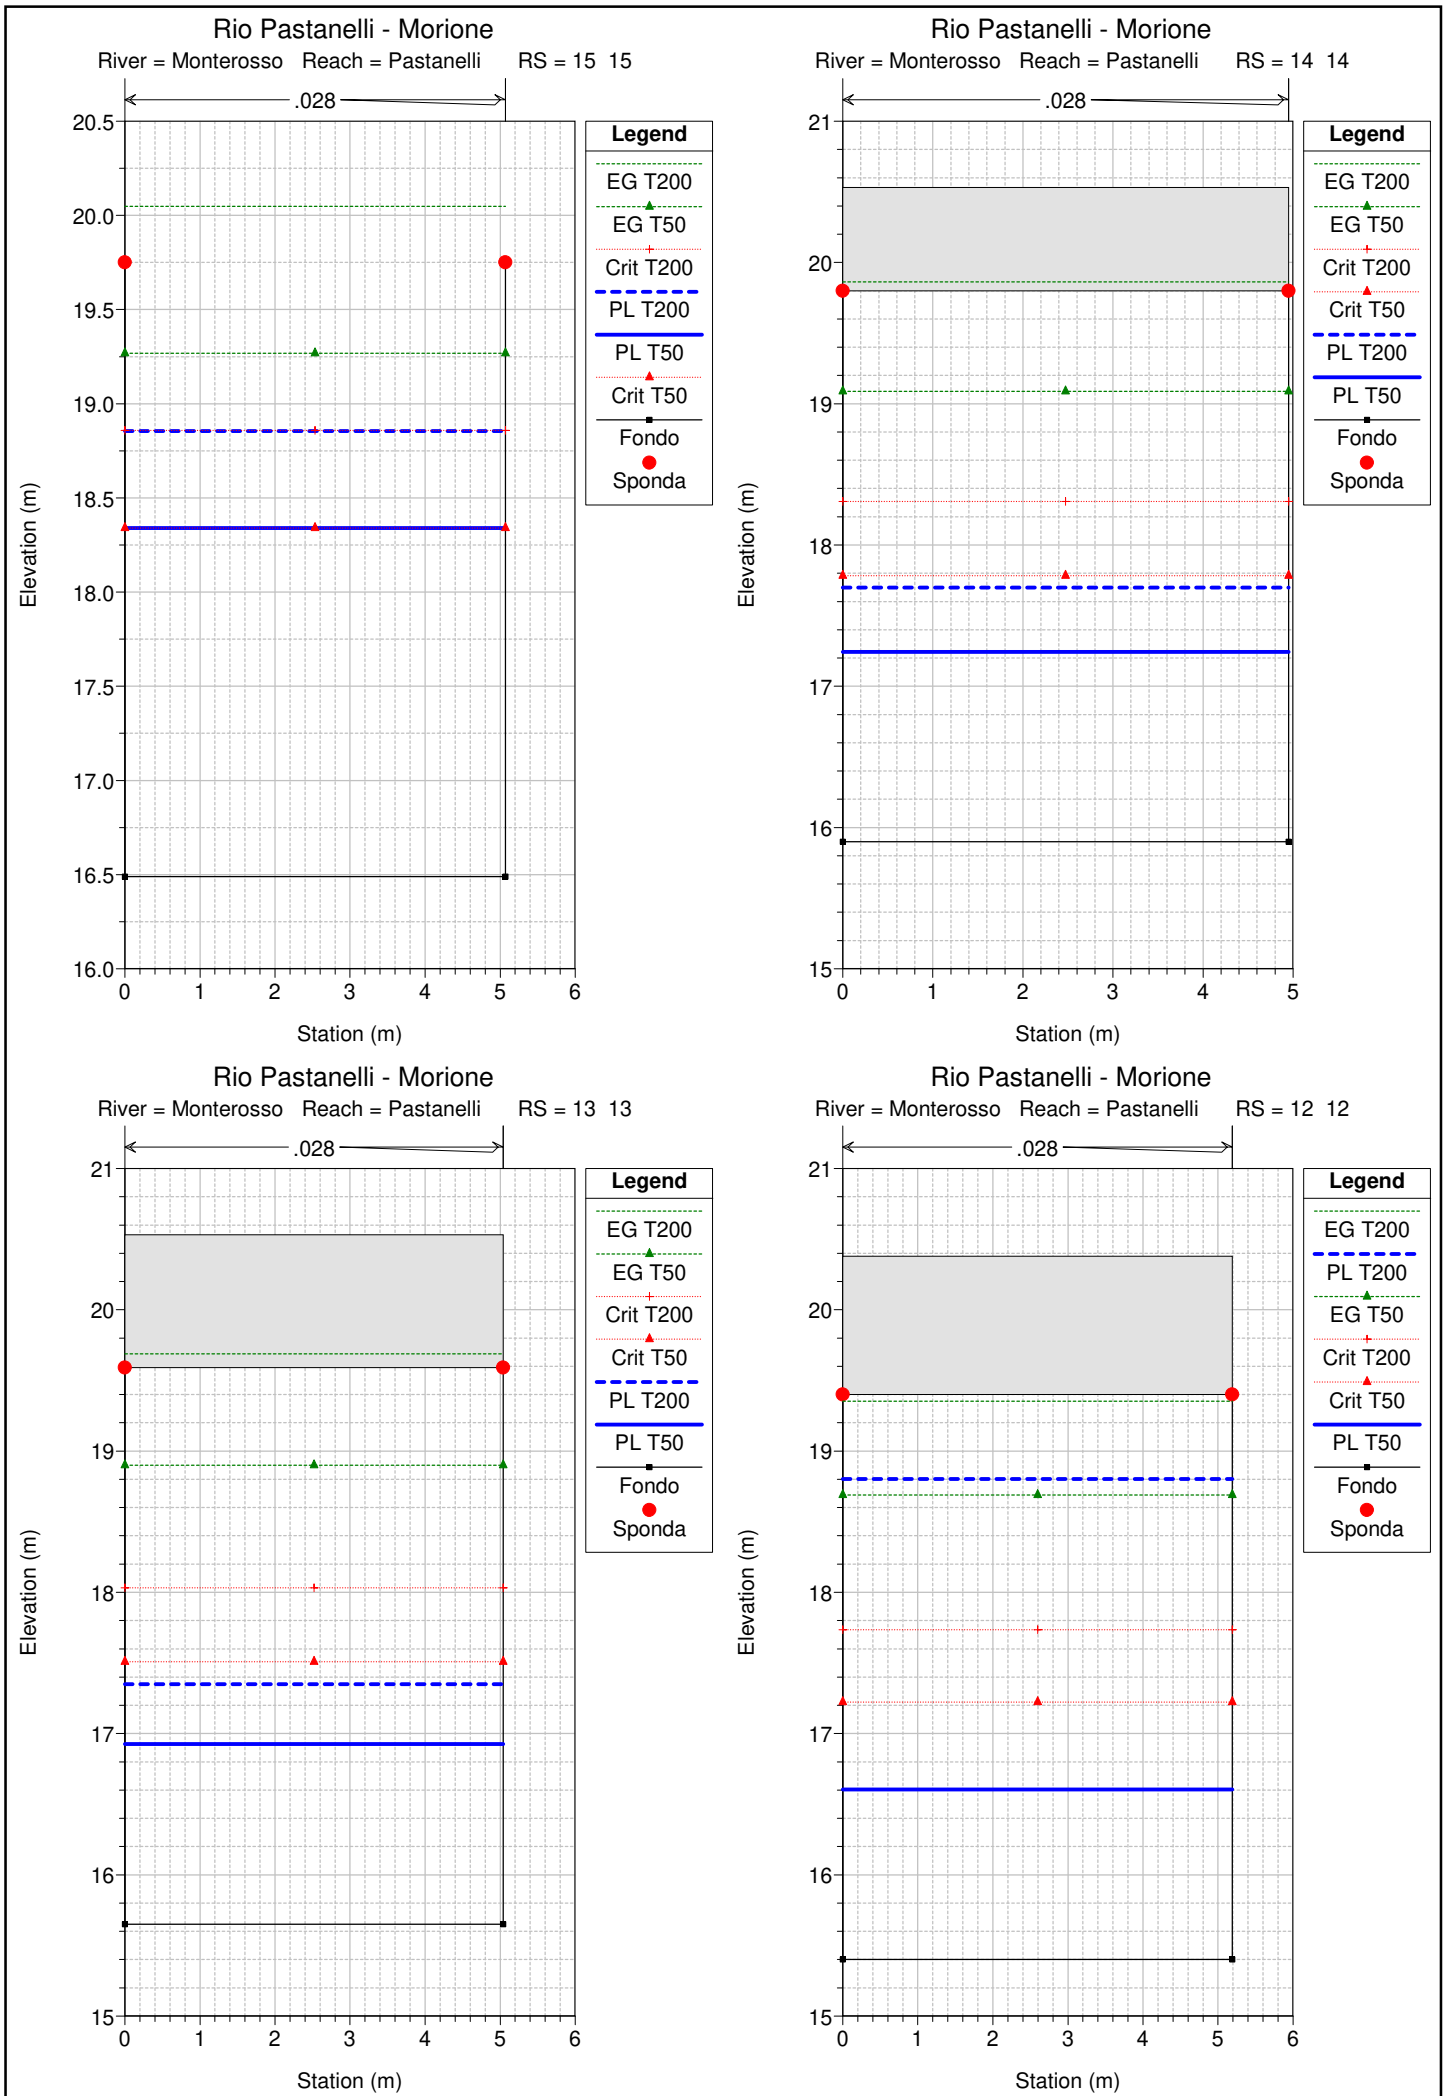 Rio Pastanelli - Morione
River = Monterosso Reach = Pastanelli RS = 15 15
.028
20.5
20.0
19.5
19.0
18.5
18.0
17.5
17.0
16.5
16.0
0 1 2 3 4 5 6
Station (m)
Elevation (m)
Legend
EG T200
EG T50
Crit T200
PL T200
PL T50
Crit T50
Fondo
Sponda
Rio Pastanelli - Morione
River = Monterosso Reach = Pastanelli RS = 14 14
.028
21
20
19
18
17
16
15
0 1 2 3 4 5
Station (m)
Elevation (m)
Legend
EG T200
EG T50
Crit T200
Crit T50
PL T200
PL T50
Fondo
Sponda
Rio Pastanelli - Morione
River = Monterosso Reach = Pastanelli RS = 13 13
.028
21
20
19
18
17
16
15
0 1 2 3 4 5 6
Station (m)
Elevation (m)
Legend
EG T200
EG T50
Crit T200
Crit T50
PL T200
PL T50
Fondo
Sponda
Rio Pastanelli - Morione
River = Monterosso Reach = Pastanelli RS = 12 12
.028
21
20
19
18
17
16
15
0 1 2 3 4 5 6
Station (m)
Elevation (m)
Legend
EG T200
PL T200
EG T50
Crit T200
Crit T50
PL T50
Fondo
Sponda